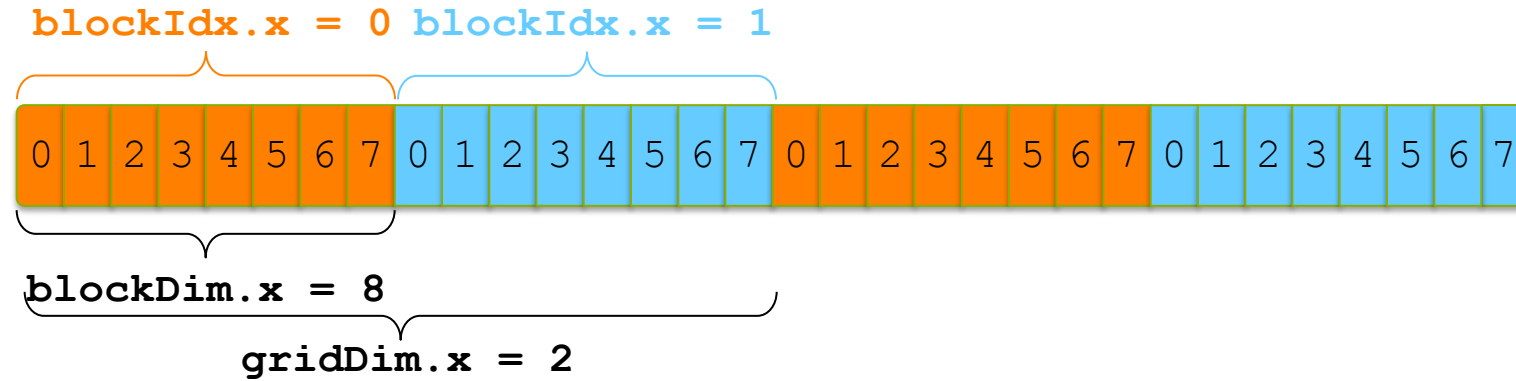 blockIdx.x = 0 blockIdx.x = 1
0 1 2 3 4 5 6 7 0 1 2 3 4 5 6 7 0 1 2 3 4 5 6 7 0 1 2 3 4 5 6 7
blockDim.x = 8
gridDim.x = 2